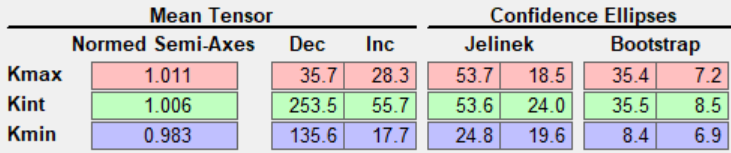 Mean Tensor Confidence Ellipses
Normed Semi-Axes Dec Inc Jelinek Bootstrap
Kmax 1.011 35.7 28.3 53.7 18.5 35.4 7.2
Kint 1.006 253.5 55.7 53.6 24.0 35.5 8.5
Kmin 0.983 135.6 17.7 24.8 19.6 8.4 6.9